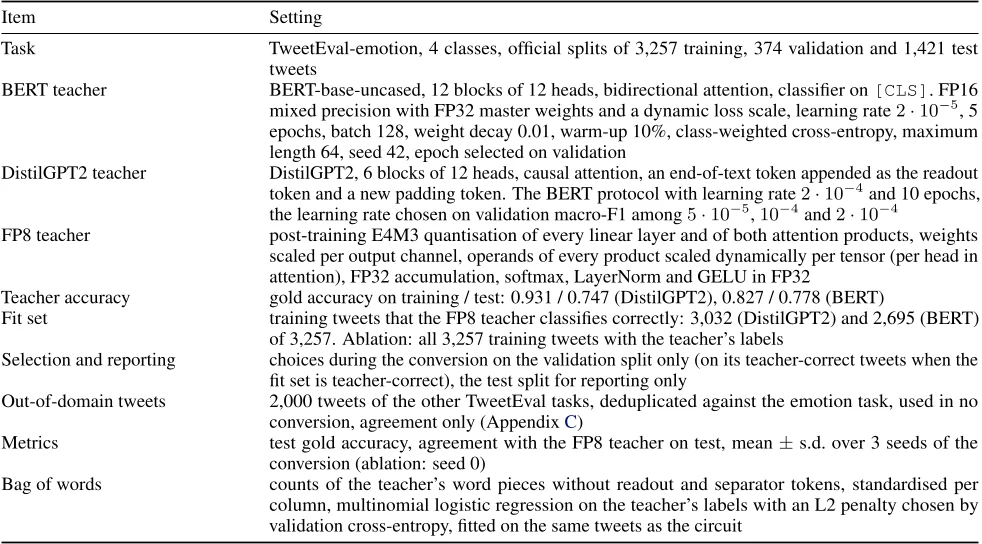 Item Setting
Task TweetEval-emotion, 4 classes, official splits of 3,257 training, 374 validation and 1,421 test
tweets
BERT teacher BERT-base-uncased, 12 blocks of 12 heads, bidirectional attention, classifier on [CLS]. FP16
mixed precision with FP32 master weights and a dynamic loss scale, learning rate 2 · 10⁻⁵, 5
epochs, batch 128, weight decay 0.01, warm-up 10%, class-weighted cross-entropy, maximum
length 64, seed 42, epoch selected on validation
DistilGPT2 teacher DistilGPT2, 6 blocks of 12 heads, causal attention, an end-of-text token appended as the readout
token and a new padding token. The BERT protocol with learning rate 2 · 10⁻⁴ and 10 epochs,
the learning rate chosen on validation macro-F1 among 5 · 10⁻⁵, 10⁻⁴ and 2 · 10⁻⁴
FP8 teacher post-training E4M3 quantisation of every linear layer and of both attention products, weights
scaled per output channel, operands of every product scaled dynamically per tensor (per head in
attention), FP32 accumulation, softmax, LayerNorm and GELU in FP32
Teacher accuracy gold accuracy on training / test: 0.931 / 0.747 (DistilGPT2), 0.827 / 0.778 (BERT)
Fit set training tweets that the FP8 teacher classifies correctly: 3,032 (DistilGPT2) and 2,695 (BERT)
of 3,257. Ablation: all 3,257 training tweets with the teacher's labels
Selection and reporting choices during the conversion on the validation split only (on its teacher-correct tweets when the
fit set is teacher-correct), the test split for reporting only
Out-of-domain tweets 2,000 tweets of the other TweetEval tasks, deduplicated against the emotion task, used in no
conversion, agreement only (Appendix C)
Metrics test gold accuracy, agreement with the FP8 teacher on test, mean ± s.d. over 3 seeds of the
conversion (ablation: seed 0)
Bag of words counts of the teacher's word pieces without readout and separator tokens, standardised per
column, multinomial logistic regression on the teacher's labels with an L2 penalty chosen by
validation cross-entropy, fitted on the same tweets as the circuit